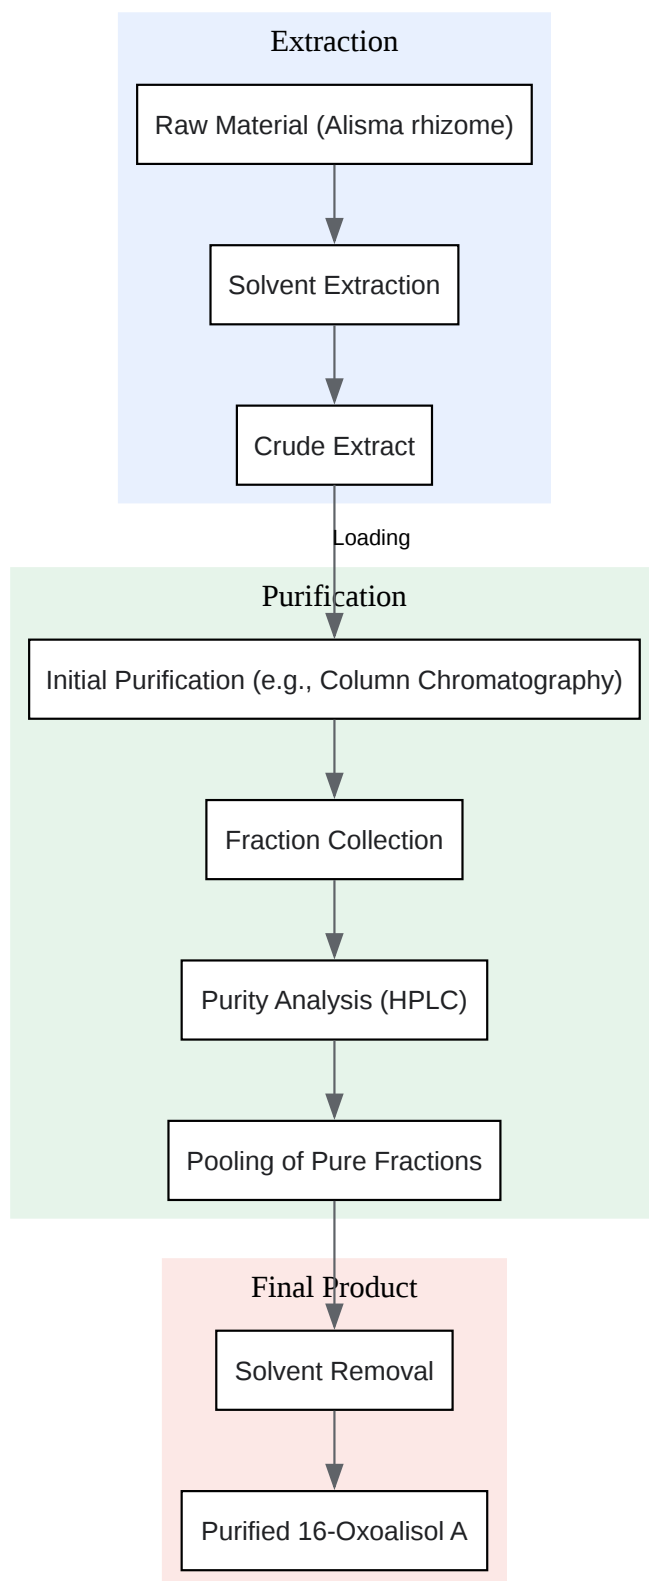 Extraction
Raw Material (Alisma rhizome)
Solvent Extraction
Crude Extract
Loading
Purification
Initial Purification (e.g., Column Chromatography)
Fraction Collection
Purity Analysis (HPLC)
Pooling of Pure Fractions
Final Product
Solvent Removal
Purified 16-Oxoalisol A